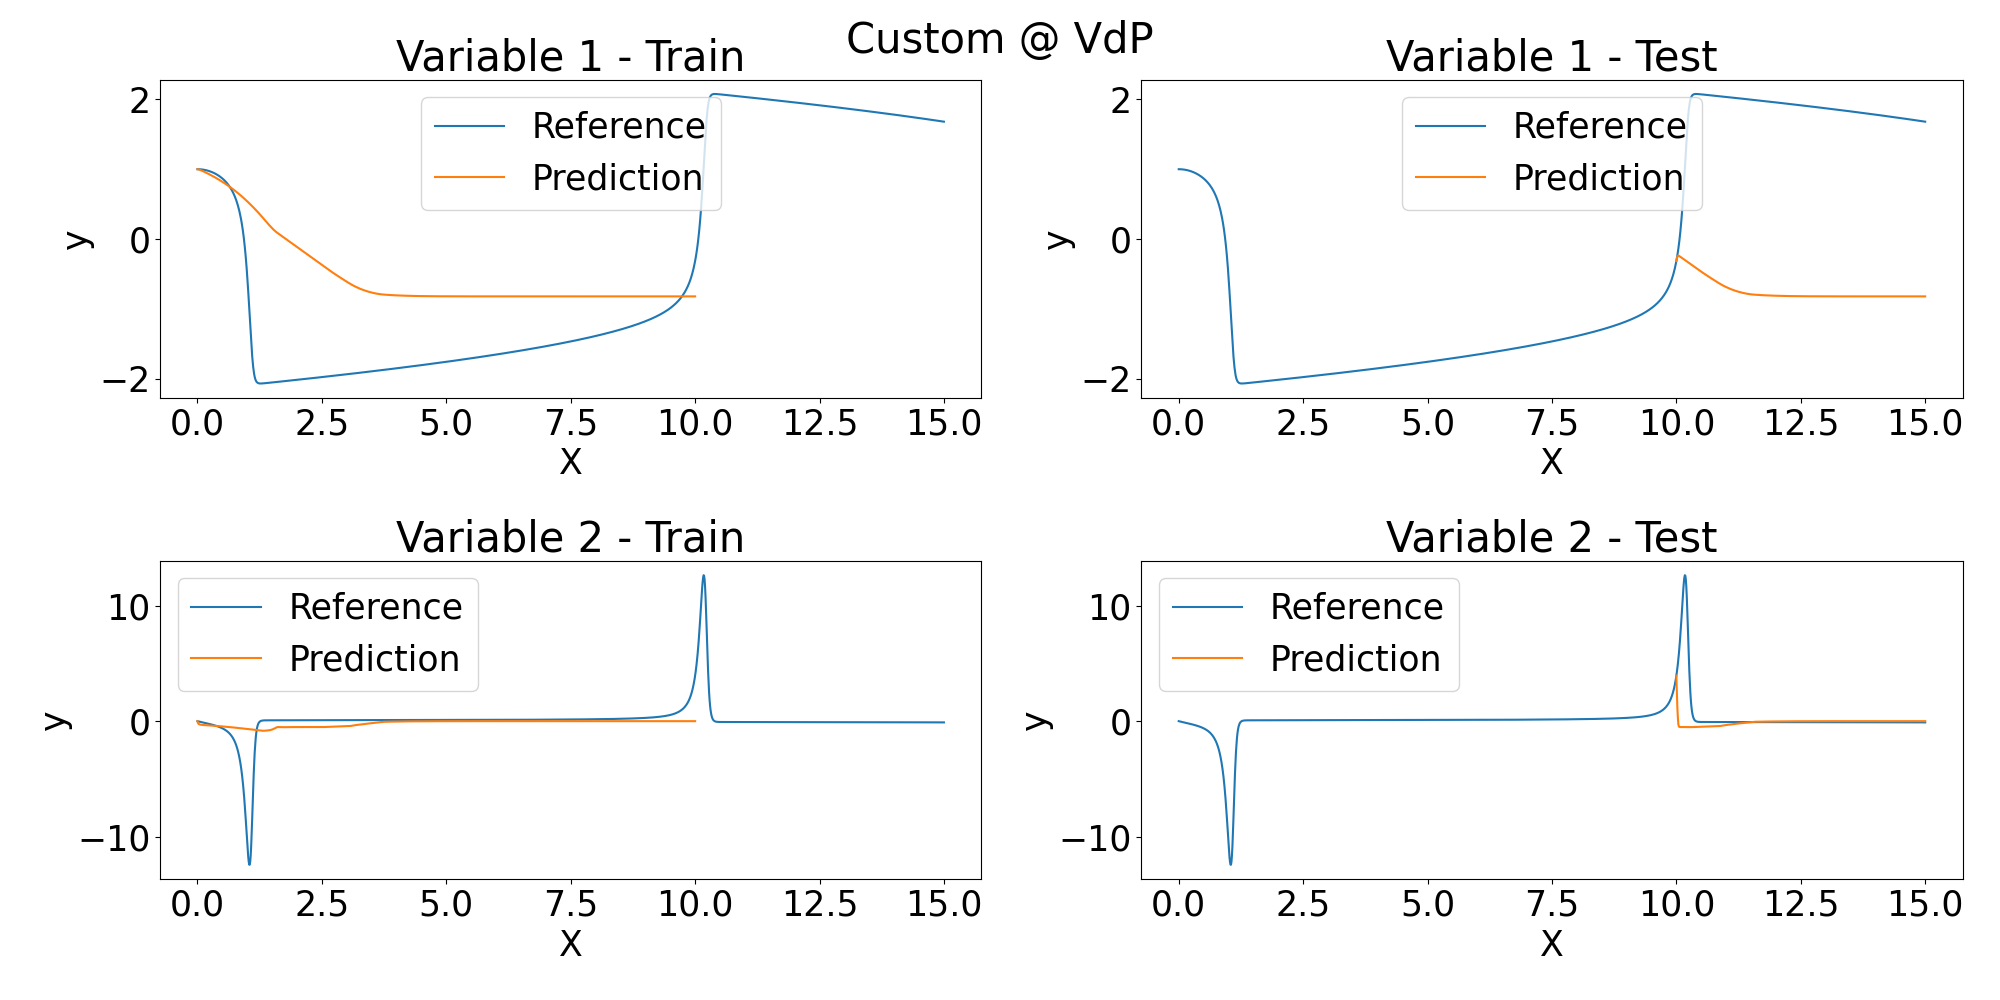 Custom @ VdP
Variable 1 - Train
Reference
Prediction
y
2
0
−2
0.0 2.5 5.0 7.5 10.0 12.5 15.0
X
Variable 1 - Test
Reference
Prediction
y
2
0
−2
0.0 2.5 5.0 7.5 10.0 12.5 15.0
X
Variable 2 - Train
Reference
Prediction
y
10
0
−10
0.0 2.5 5.0 7.5 10.0 12.5 15.0
X
Variable 2 - Test
Reference
Prediction
y
10
0
−10
0.0 2.5 5.0 7.5 10.0 12.5 15.0
X